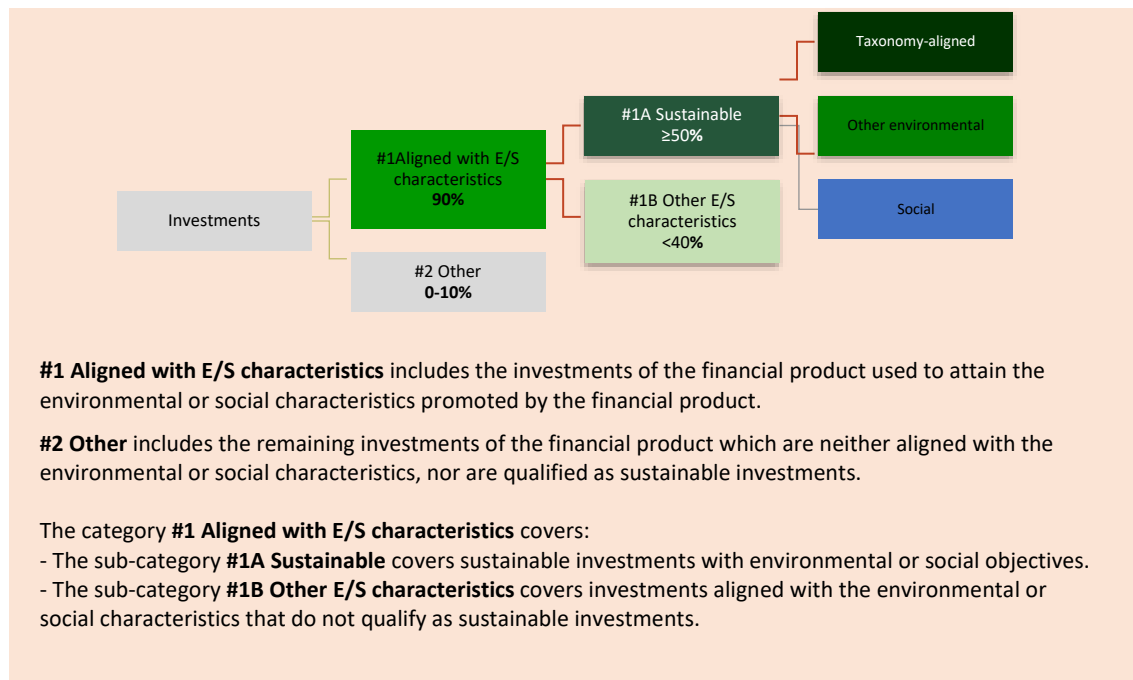 Taxonomy-aligned
#1A Sustainable
≥50%
Other environmental
#1Aligned with E/S
characteristics
90%
#1B Other E/S
characteristics
<40%
Social
Investments
#2 Other
0-10%
#1 Aligned with E/S characteristics includes the investments of the financial product used to attain the
environmental or social characteristics promoted by the financial product.
#2 Other includes the remaining investments of the financial product which are neither aligned with the
environmental or social characteristics, nor are qualified as sustainable investments.
The category #1 Aligned with E/S characteristics covers:
- The sub-category #1A Sustainable covers sustainable investments with environmental or social objectives.
- The sub-category #1B Other E/S characteristics covers investments aligned with the environmental or
social characteristics that do not qualify as sustainable investments.